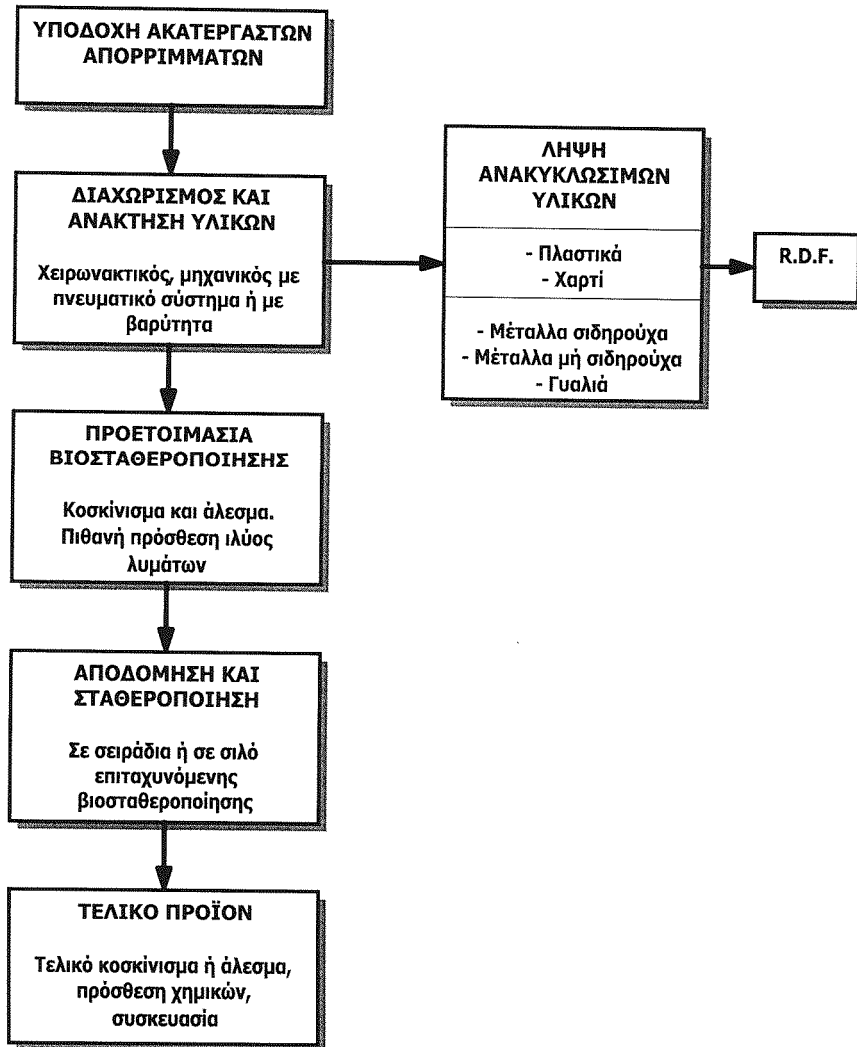 ΥΠΟΔΟΧΗ ΑΚΑΤΕΡΓΑΣΤΩΝ
ΑΠΟΡΡΙΜΜΑΤΩΝ
ΔΙΑΧΩΡΙΣΜΟΣ ΚΑΙ
ΑΝΑΚΤΗΣΗ ΥΛΙΚΩΝ
Χειρωνακτικός, μηχανικός με
πνευματικό σύστημα ή με
βαρύτητα
ΛΗΨΗ
ΑΝΑΚΥΚΛΩΣΙΜΩΝ
ΥΛΙΚΩΝ
- Πλαστικά
- Χαρτί
- Μέταλλα σιδηρούχα
- Μέταλλα μή σιδηρούχα
- Γυαλιά
R.D.F.
ΠΡΟΕΤΟΙΜΑΣΙΑ
ΒΙΟΣΤΑΘΕΡΟΠΟΙΗΣΗΣ
Κοσκίνισμα και άλεσμα.
Πιθανή πρόσθεση ιλύος
λυμάτων
ΑΠΟΔΟΜΗΣΗ ΚΑΙ
ΣΤΑΘΕΡΟΠΟΙΗΣΗ
Σε σειράδια ή σε σιλό
επιταχυνόμενης
βιοσταθεροποίησης
ΤΕΛΙΚΟ ΠΡΟΪΟΝ
Τελικό κοσκίνισμα ή άλεσμα,
πρόσθεση χημικών,
συσκευασία